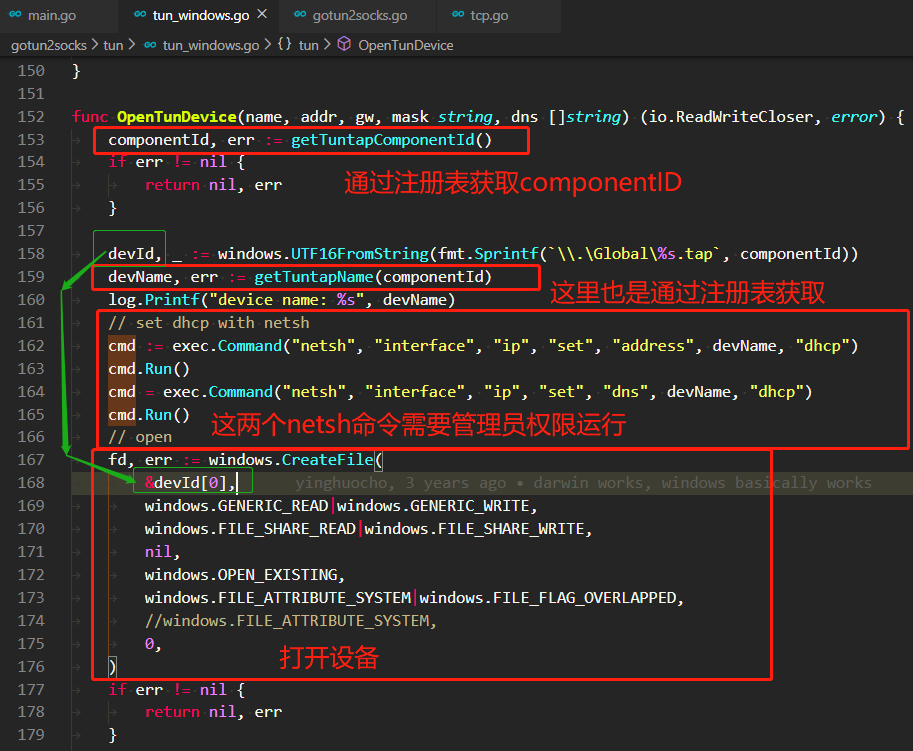 main.go
tun_windows.go
gotun2socks.go
tcp.go
gotun2socks > tun > tun_windows.go > {} tun > OpenTunDevice
150 }
151
152 func OpenTunDevice(name, addr, gw, mask string, dns []string) (io.ReadWriteCloser, error) {
153 componentId, err := getTuntapComponentId()
154 if err != nil {
155 return nil, err
通过注册表获取componentID
156 }
157
158 devId, _ := windows.UTF16FromString(fmt.Sprintf(`\\.\Global\%s.tap`, componentId))
159 devName, err := getTuntapName(componentId)
这里也是通过注册表获取
160 log.Printf("device name: %s", devName)
161 // set dhcp with netsh
162 cmd := exec.Command("netsh", "interface", "ip", "set", "address", devName, "dhcp")
163 cmd.Run()
164 cmd = exec.Command("netsh", "interface", "ip", "set", "dns", devName, "dhcp")
165 cmd.Run()
这两个netsh命令需要管理员权限运行
166 // open
167 fd, err := windows.CreateFile(
168 &devId[0], yinghuocho, 3 years ago • darwin works, windows basically works
169 windows.GENERIC_READ|windows.GENERIC_WRITE,
170 windows.FILE_SHARE_READ|windows.FILE_SHARE_WRITE,
171 nil,
172 windows.OPEN_EXISTING,
173 windows.FILE_ATTRIBUTE_SYSTEM|windows.FILE_FLAG_OVERLAPPED,
174 //windows.FILE_ATTRIBUTE_SYSTEM,
175 0,
176 )
打开设备
177 if err != nil {
178 return nil, err
179 }